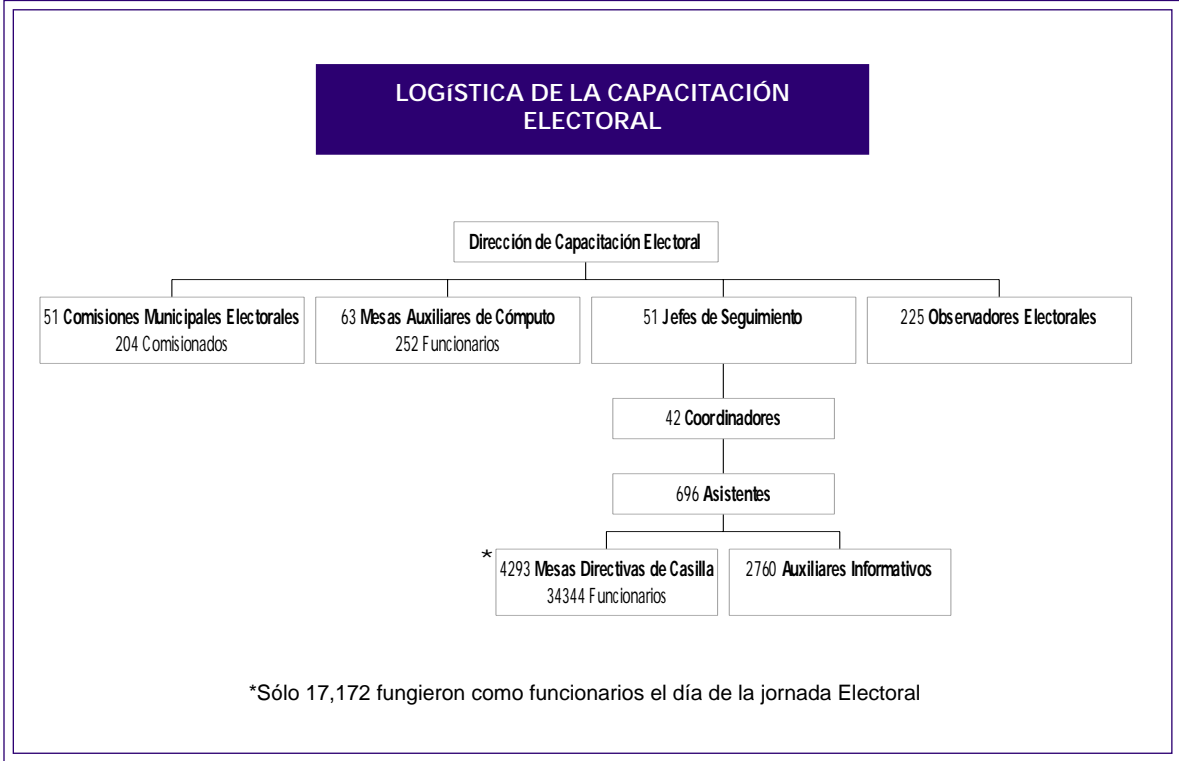 LOGíSTICA DE LA CAPACITACIÓN
ELECTORAL
Dirección de Capacitación Electoral
51 Comisiones Municipales Electorales
204 Comisionados
63 Mesas Auxiliares de Cómputo
252 Funcionarios
51 Jefes de Seguimiento
225 Observadores Electorales
42 Coordinadores
696 Asistentes
*
4293 Mesas Directivas de Casilla
34344 Funcionarios
2760 Auxiliares Informativos
*Sólo 17,172 fungieron como funcionarios el día de la jornada Electoral